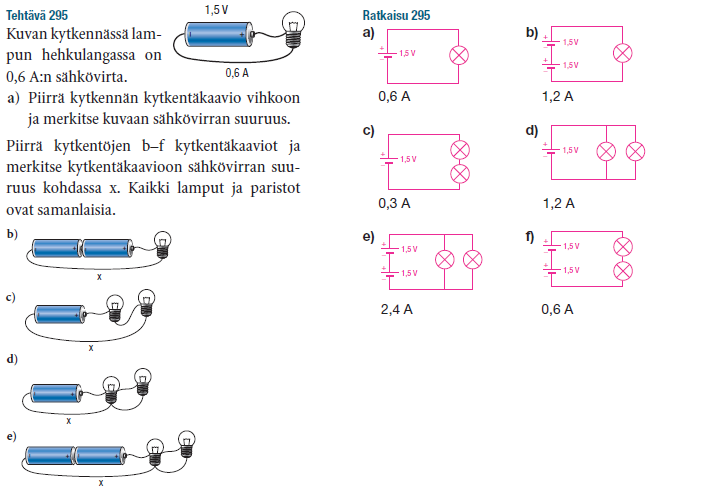 Tehtävä 295
Kuvan kytkennässä lam-
pun hehkulangassa on
0,6 A:n sähkövirta.
1,5 V
0,6 A
a) Piirrä kytkennän kytkentäkaavio vihkoon
ja merkitse kuvaan sähkövirran suuruus.
Piirrä kytkentöjen b–f kytkentäkaaviot ja
merkitse kytkentäkaavioon sähkövirran suu-
ruus kohdassa x. Kaikki lamput ja paristot
ovat samanlaisia.
b)
x
c)
x
d)
x
e)
x
Ratkaisu 295
a)
+
1,5 V
–
0,6 A
b)
+
1,5 V
+
1,5 V
–
1,2 A
c)
+
1,5 V
–
0,3 A
d)
+
1,5 V
–
1,2 A
e)
+
1,5 V
+
1,5 V
–
2,4 A
f)
+
1,5 V
+
1,5 V
–
0,6 A